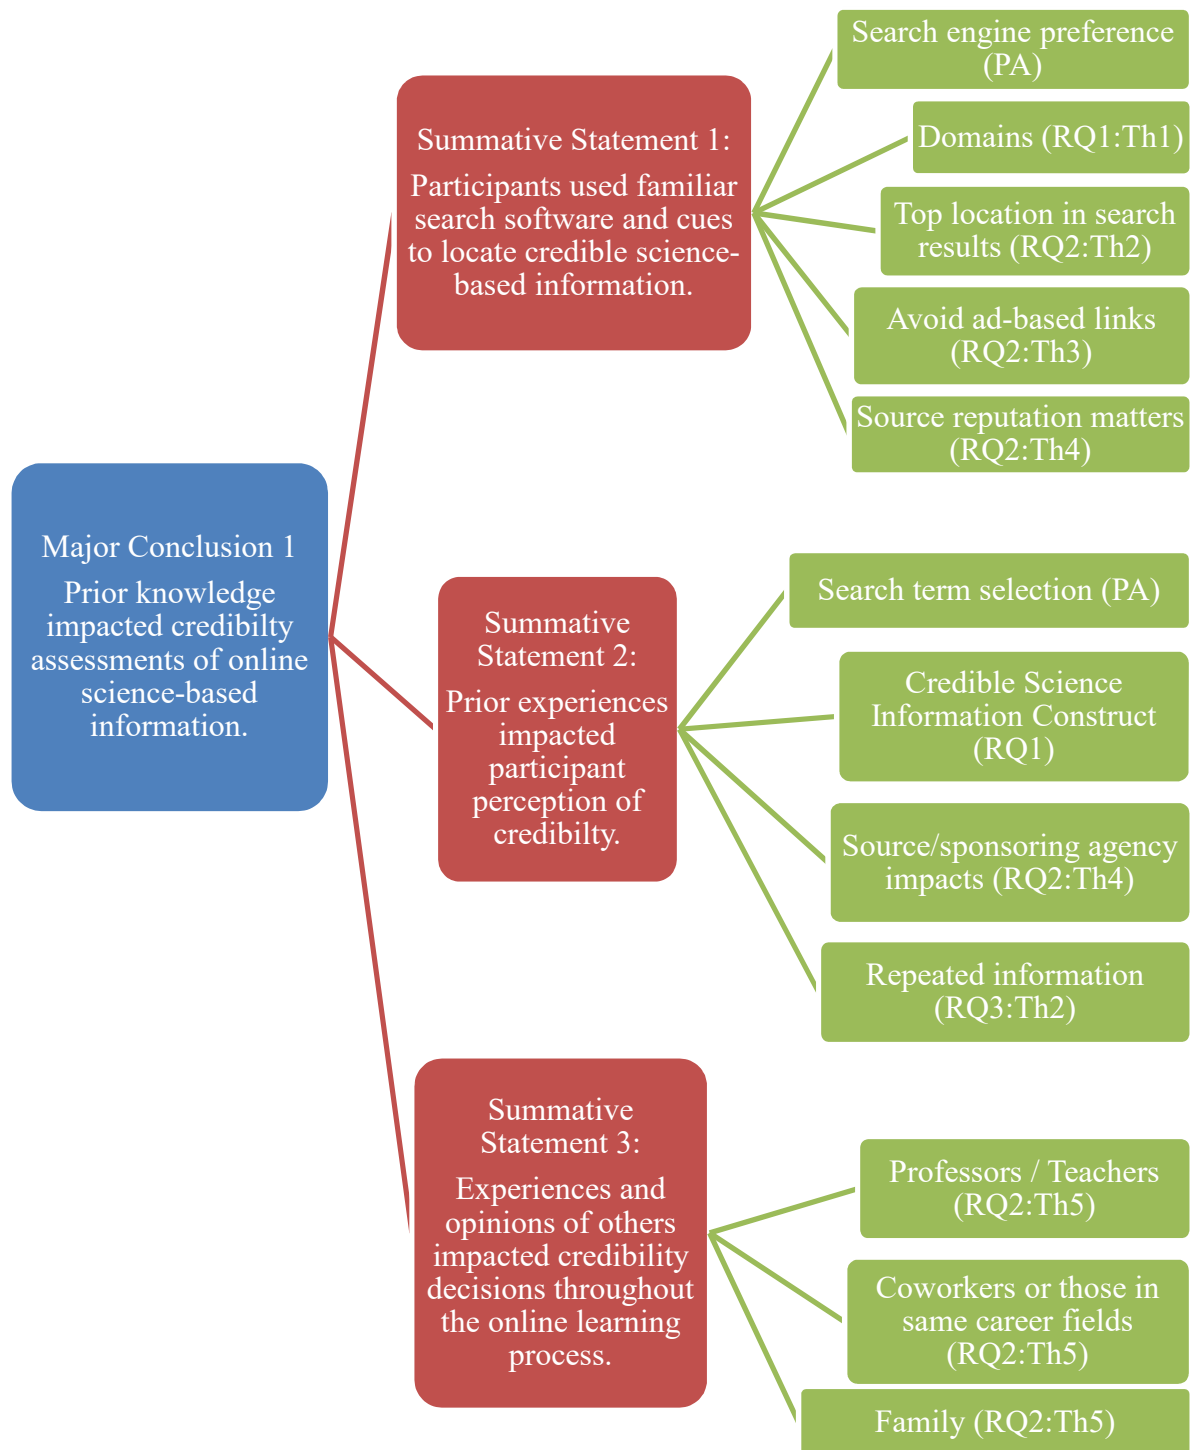 Major Conclusion 1
Prior knowledge
impacted credibilty
assessments of online
science-based
information.
Summative Statement 1:
Participants used familiar
search software and cues
to locate credible science-
based information.
Search engine preference
(PA)
Domains (RQ1:Th1)
Top location in search
results (RQ2:Th2)
Avoid ad-based links
(RQ2:Th3)
Source reputation matters
(RQ2:Th4)
Summative
Statement 2:
Prior experiences
impacted
participant
perception of
credibilty.
Search term selection (PA)
Credible Science
Information Construct
(RQ1)
Source/sponsoring agency
impacts (RQ2:Th4)
Repeated information
(RQ3:Th2)
Summative
Statement 3:
Experiences and
opinions of others
impacted credibility
decisions throughout
the online learning
process.
Professors / Teachers
(RQ2:Th5)
Coworkers or those in
same career fields
(RQ2:Th5)
Family (RQ2:Th5)